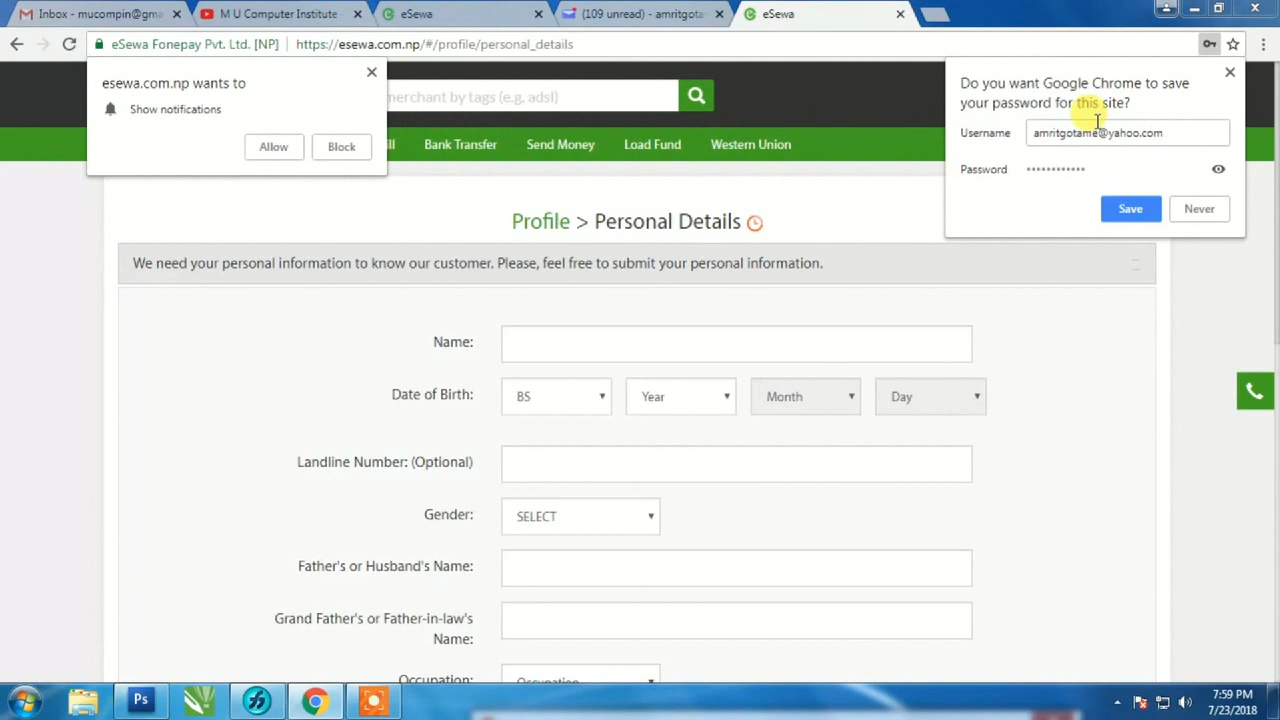 Inbox - mucompin@gma
M U Computer Institute -
eSewa
(109 unread) - amritgota
eSewa
eSewa Fonepay Pvt. Ltd. [NP]
https://esewa.com.np/#/profile/personal_details
esewa.com.np wants to
Show notifications
Allow
Block
merchant by tags (e.g. adsl)
Do you want Google Chrome to save
your password for this site?
Username
amritgotame@yahoo.com
Password
Save
Never
Bank Transfer
Send Money
Load Fund
Western Union
Profile > Personal Details
We need your personal information to know our customer. Please, feel free to submit your personal information.
Name:
Date of Birth:
BS
Year
Month
Day
Landline Number: (Optional)
Gender:
SELECT
Father's or Husband's Name:
Grand Father's or Father-in-law's
Name:
Occupation:
Occupation
Ps
7:59 PM
7/23/2018